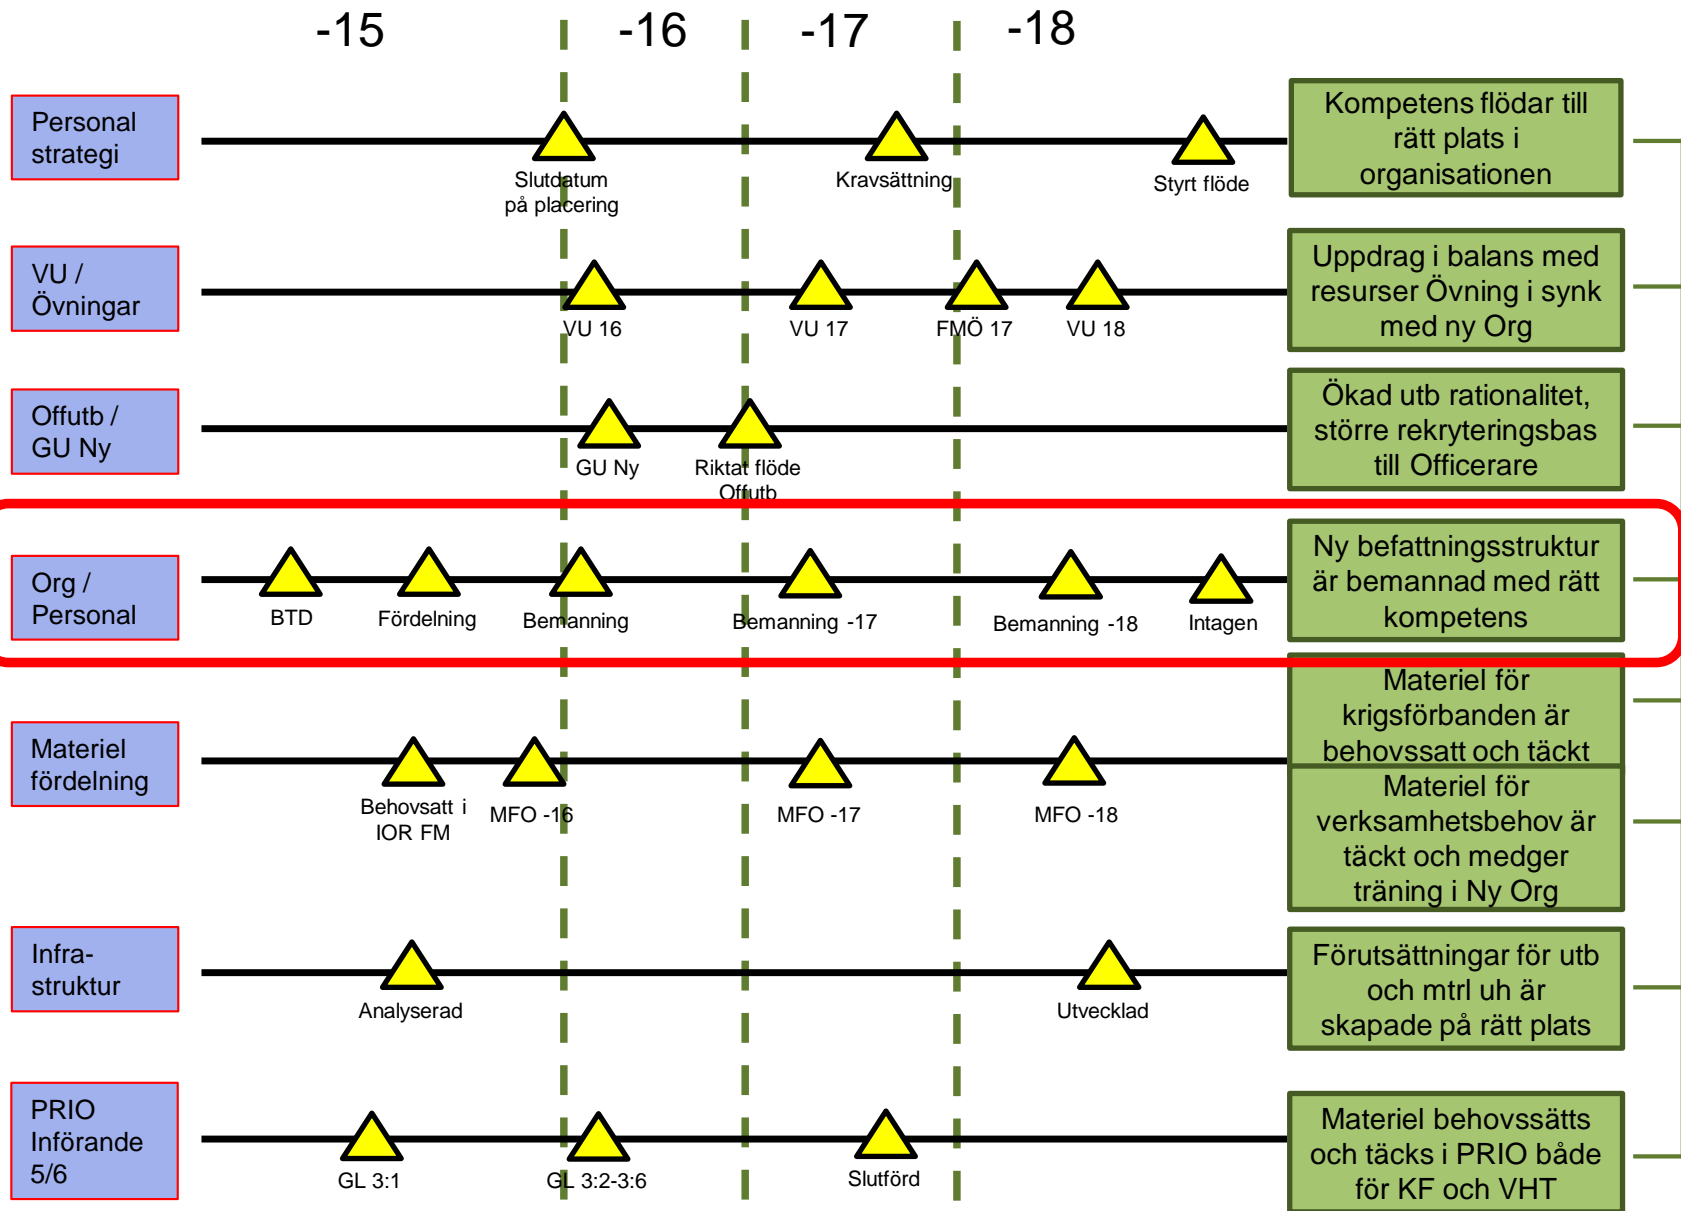 -15
-16
-17
-18
Personal
strategi
Slutdatum
på placering
Kravsättning
Styrt flöde
Kompetens flödar till
rätt plats i
organisationen
VU /
Övningar
VU 16
VU 17
FMÖ 17
VU 18
Uppdrag i balans med
resurser Övning i synk
med ny Org
Offutb /
GU Ny
GU Ny
Riktat flöde
Offutb
Ökad utb rationalitet,
större rekryteringsbas
till Officerare
Org /
Personal
BTD
Fördelning
Bemanning
Bemanning -17
Bemanning -18
Intagen
Ny befattningsstruktur
är bemannad med rätt
kompetens
Materiel
fördelning
Behovsatt i
IOR FM
MFO -16
MFO -17
MFO -18
Materiel för
krigsförbanden är
behovssatt och täckt
Materiel för
verksamhetsbehov är
täckt och medger
träning i Ny Org
Infra-
struktur
Analyserad
Utvecklad
Förutsättningar för utb
och mtrl uh är
skapade på rätt plats
PRIO
Införande
5/6
GL 3:1
GL 3:2-3:6
Slutförd
Materiel behovssätts
och täcks i PRIO både
för KF och VHT